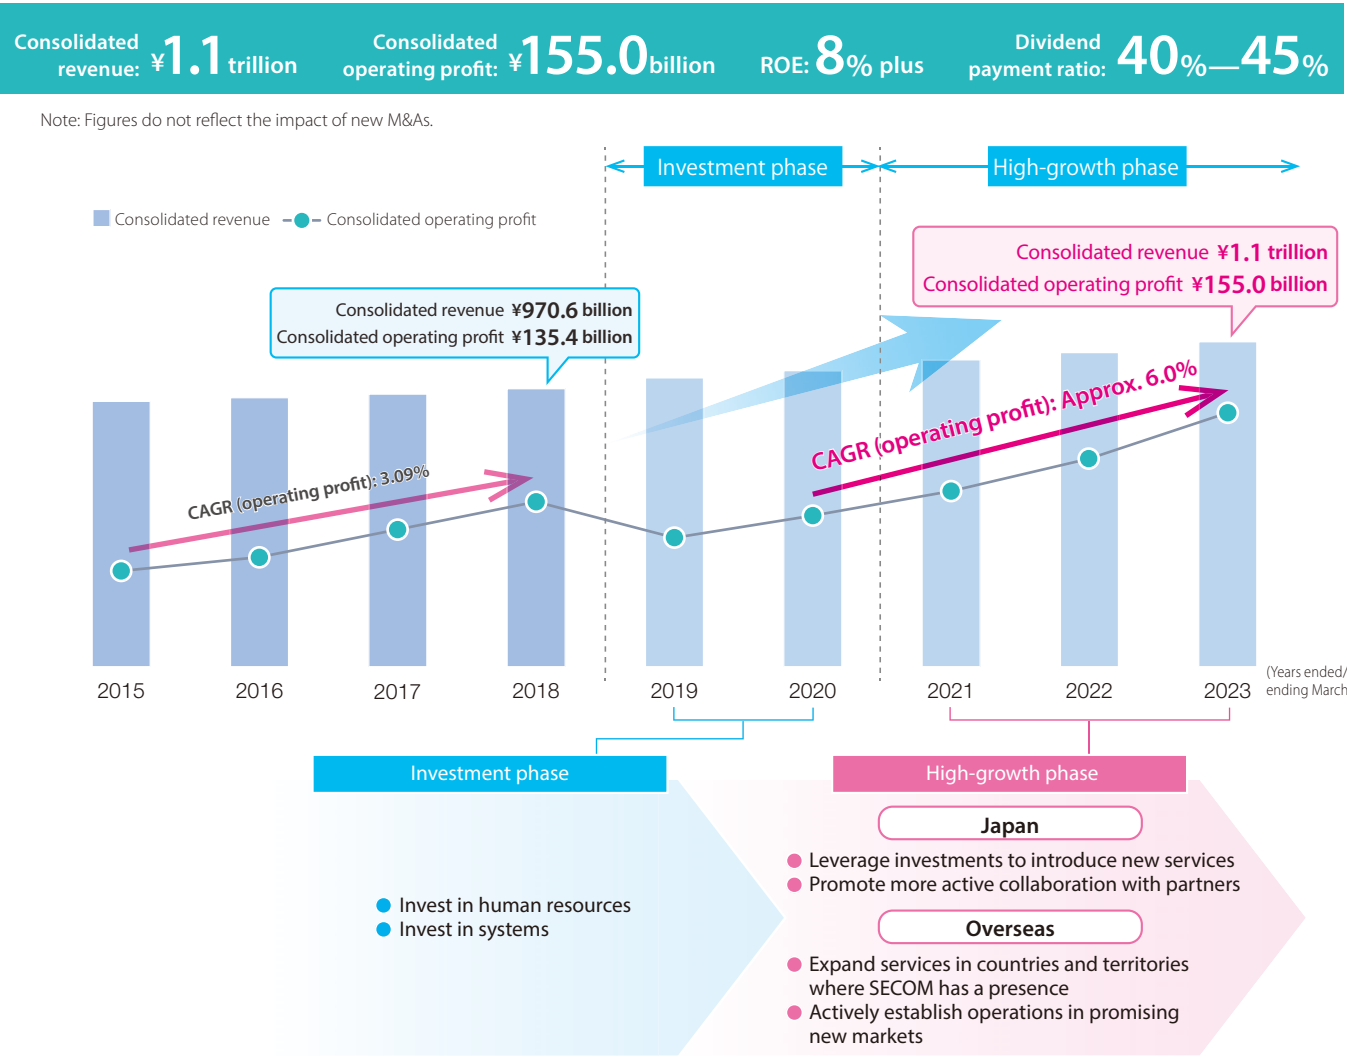 Consolidated revenue: ¥1.1 trillion
Consolidated operating profit: ¥155.0 billion
ROE: 8% plus
Dividend payment ratio: 40%—45%
Note: Figures do not reflect the impact of new M&As.
Investment phase
High-growth phase
Consolidated revenue
Consolidated operating profit
Consolidated revenue ¥1.1 trillion
Consolidated operating profit ¥155.0 billion
Consolidated revenue ¥970.6 billion
Consolidated operating profit ¥135.4 billion
CAGR (operating profit): Approx. 6.0%
CAGR (operating profit): 3.09%
2015 2016 2017 2018 2019 2020 2021 2022 2023
(Years ended/
ending March
Investment phase
Invest in human resources
Invest in systems
High-growth phase
Japan
Leverage investments to introduce new services
Promote more active collaboration with partners
Overseas
Expand services in countries and territories
where SECOM has a presence
Actively establish operations in promising
new markets